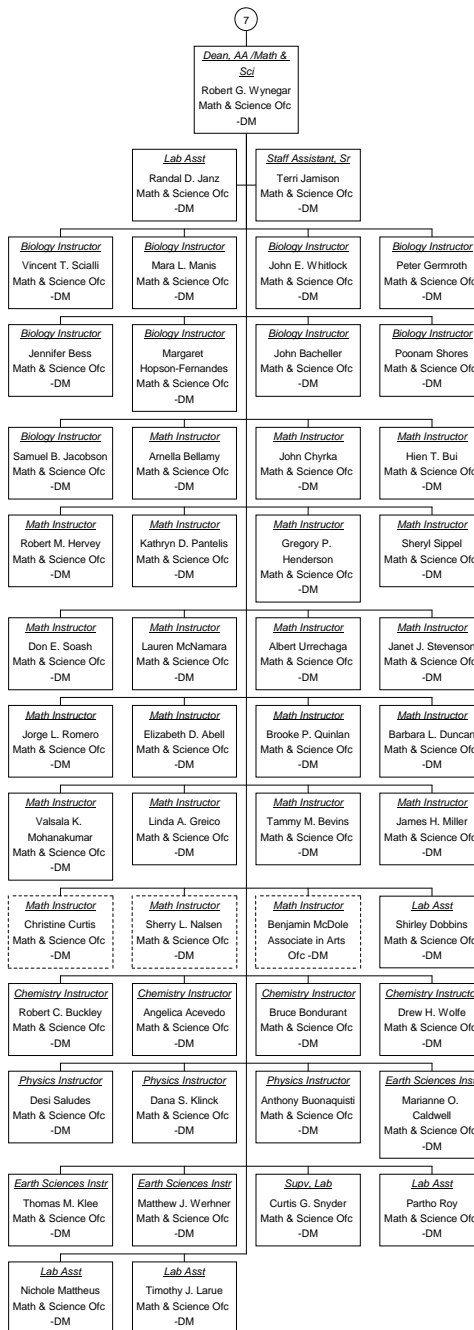 7
Dean, AA /Math &
Sci
Robert G. Wynegar
Math & Science Ofc
-DM
Lab Asst
Randal D. Janz
Math & Science Ofc
-DM
Staff Assistant, Sr
Terri Jamison
Math & Science Ofc
-DM
Biology Instructor
Vincent T. Scialli
Math & Science Ofc
-DM
Biology Instructor
Mara L. Manis
Math & Science Ofc
-DM
Biology Instructor
John E. Whitlock
Math & Science Ofc
-DM
Biology Instructor
Peter Germroth
Math & Science Ofc
-DM
Biology Instructor
Jennifer Bess
Math & Science Ofc
-DM
Biology Instructor
Margaret
Hopson-Fernandes
Math & Science Ofc
-DM
Biology Instructor
John Bacheller
Math & Science Ofc
-DM
Biology Instructor
Poonam Shores
Math & Science Ofc
-DM
Biology Instructor
Samuel B. Jacobson
Math & Science Ofc
-DM
Math Instructor
Arnella Bellamy
Math & Science Ofc
-DM
Math Instructor
John Chyrka
Math & Science Ofc
-DM
Math Instructor
Hien T. Bui
Math & Science Ofc
-DM
Math Instructor
Robert M. Hervey
Math & Science Ofc
-DM
Math Instructor
Kathryn D. Pantelis
Math & Science Ofc
-DM
Math Instructor
Gregory P.
Henderson
Math & Science Ofc
-DM
Math Instructor
Sheryl Sippel
Math & Science Ofc
-DM
Math Instructor
Don E. Soash
Math & Science Ofc
-DM
Math Instructor
Lauren McNamara
Math & Science Ofc
-DM
Math Instructor
Albert Urrechaga
Math & Science Ofc
-DM
Math Instructor
Janet J. Stevenson
Math & Science Ofc
-DM
Math Instructor
Jorge L. Romero
Math & Science Ofc
-DM
Math Instructor
Elizabeth D. Abell
Math & Science Ofc
-DM
Math Instructor
Brooke P. Quinlan
Math & Science Ofc
-DM
Math Instructor
Barbara L. Duncan
Math & Science Ofc
-DM
Math Instructor
Valsala K.
Mohanakumar
Math & Science Ofc
-DM
Math Instructor
Linda A. Greico
Math & Science Ofc
-DM
Math Instructor
Tammy M. Bevins
Math & Science Ofc
-DM
Math Instructor
James H. Miller
Math & Science Ofc
-DM
Math Instructor
Christine Curtis
Math & Science Ofc
-DM
Math Instructor
Sherry L. Nalsen
Math & Science Ofc
-DM
Math Instructor
Benjamin McDole
Associate in Arts
Ofc -DM
Lab Asst
Shirley Dobbins
Math & Science Ofc
-DM
Chemistry Instructor
Robert C. Buckley
Math & Science Ofc
-DM
Chemistry Instructor
Angelica Acevedo
Math & Science Ofc
-DM
Chemistry Instructor
Bruce Bondurant
Math & Science Ofc
-DM
Chemistry Instructor
Drew H. Wolfe
Math & Science Ofc
-DM
Physics Instructor
Desi Saludes
Math & Science Ofc
-DM
Physics Instructor
Dana S. Klinck
Math & Science Ofc
-DM
Physics Instructor
Anthony Buonaquisti
Math & Science Ofc
-DM
Earth Sciences Inst
Marianne O.
Caldwell
Math & Science Ofc
-DM
Earth Sciences Instr
Thomas M. Klee
Math & Science Ofc
-DM
Earth Sciences Instr
Matthew J. Werhner
Math & Science Ofc
-DM
Supv, Lab
Curtis G. Snyder
Math & Science Ofc
-DM
Lab Asst
Partho Roy
Math & Science Ofc
-DM
Lab Asst
Nichole Mattheus
Math & Science Ofc
-DM
Lab Asst
Timothy J. Larue
Math & Science Ofc
-DM